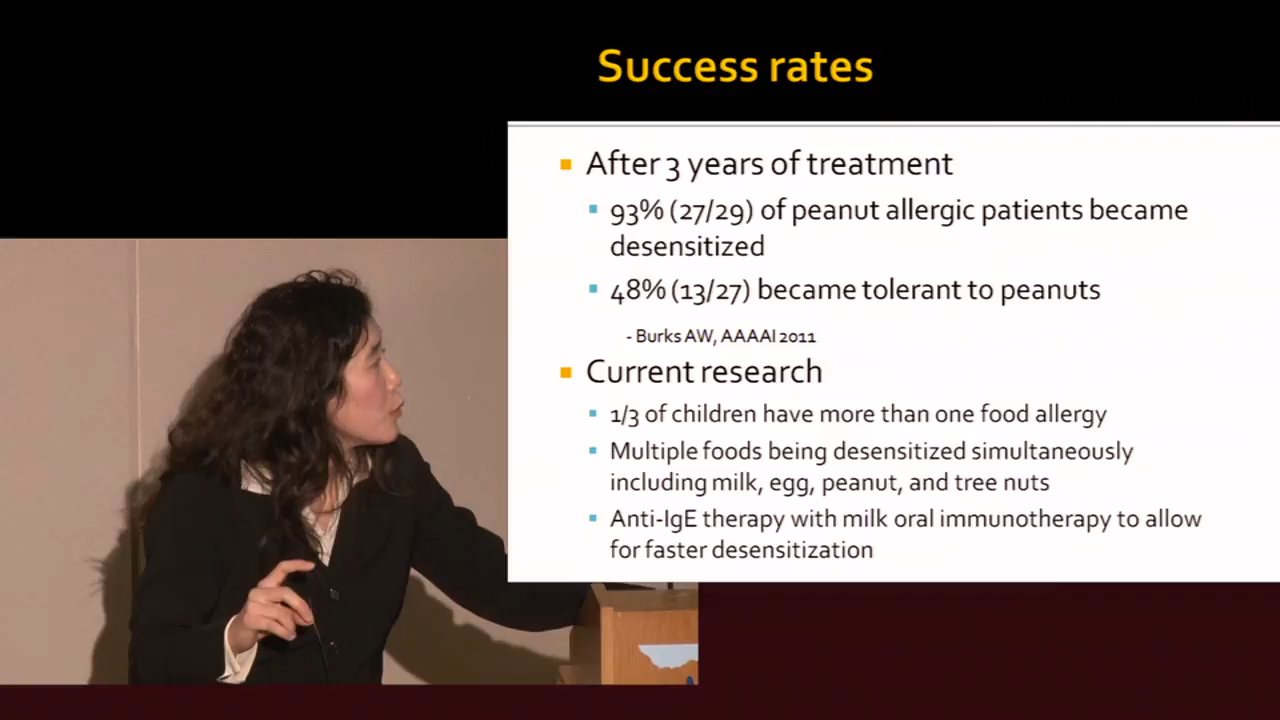 Success rates
After 3 years of treatment
93% (27/29) of peanut allergic patients became
desensitized
48% (13/27) became tolerant to peanuts
- Burks AW, AAAAI 2011
Current research
1/3 of children have more than one food allergy
Multiple foods being desensitized simultaneously
including milk, egg, peanut, and tree nuts
Anti-IgE therapy with milk oral immunotherapy to allow
for faster desensitization